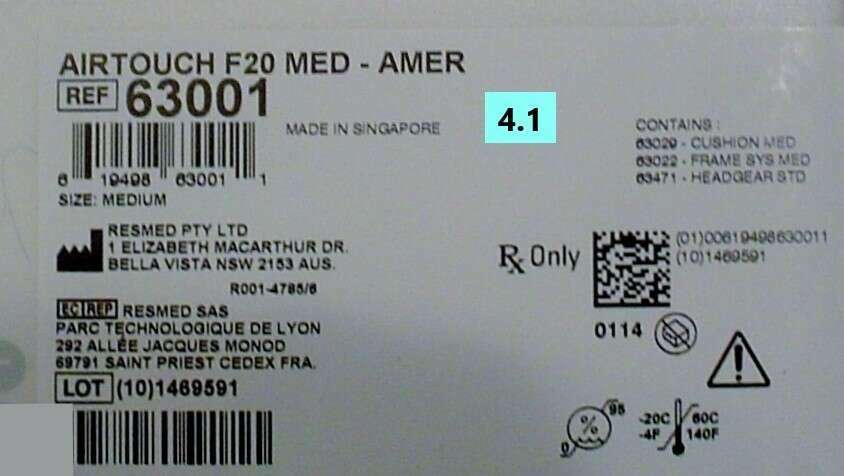 AIRTOUCH F20 MED - AMER
REF 63001
MADE IN SINGAPORE
4.1
CONTAINS :
63029 - CUSHION MED
63022 - FRAME SYS MED
63471 - HEADGEAR STD
6 19498 63001 1
SIZE: MEDIUM
RESMED PTY LTD
1 ELIZABETH MACARTHUR DR.
BELLA VISTA NSW 2153 AUS.
R001-4785/6
Rx Only
(01)00619498630011
(10)1469591
0114
EC REP RESMED SAS
PARC TECHNOLOGIQUE DE LYON
292 ALLÉE JACQUES MONOD
69791 SAINT PRIEST CEDEX FRA.
LOT (10)1469591
0 % 95
-20C 60C
-4F 140F